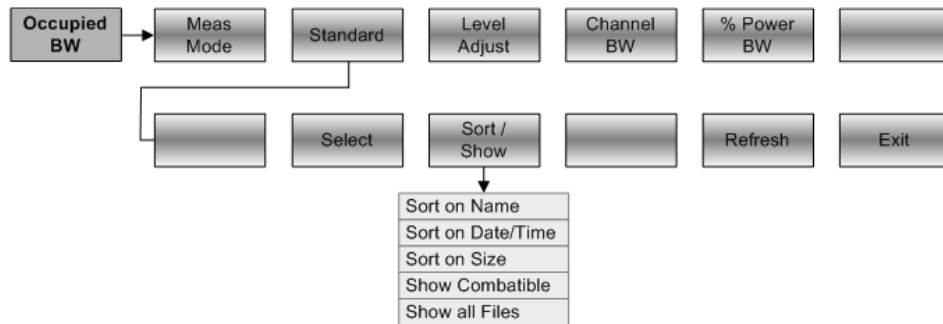 Occupied
BW
Meas
Mode
Standard
Level
Adjust
Channel
BW
% Power
BW
Select
Sort /
Show
Refresh
Exit
Sort on Name
Sort on Date/Time
Sort on Size
Show Combatible
Show all Files